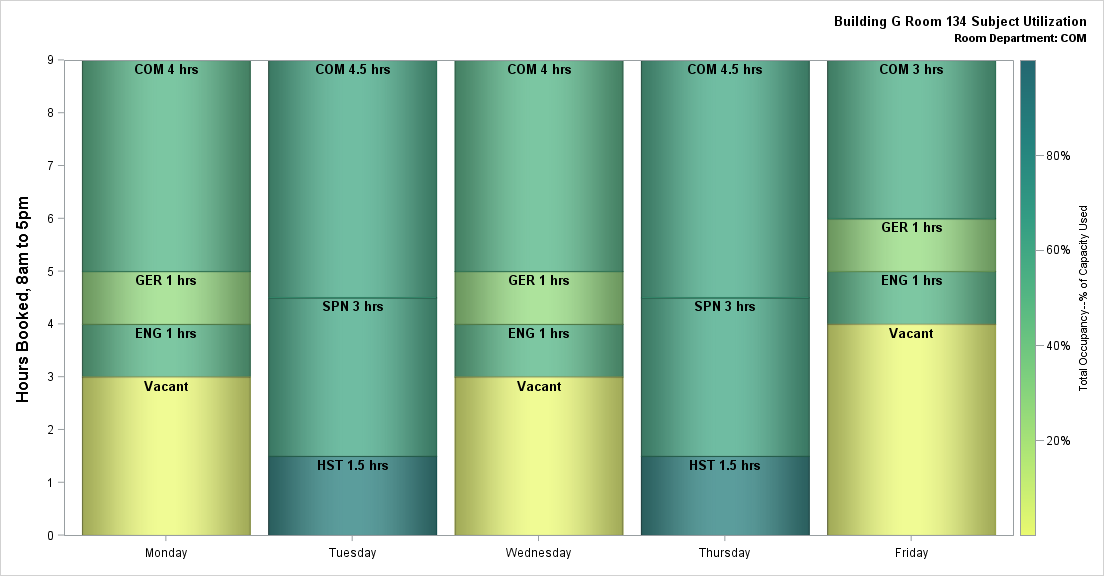 Building G Room 134 Subject Utilization
Room Department: COM
Hours Booked, 8am to 5pm
9
8
7
6
5
4
3
2
1
0
COM 4 hrs
GER 1 hrs
ENG 1 hrs
Vacant
COM 4.5 hrs
SPN 3 hrs
HST 1.5 hrs
COM 4 hrs
GER 1 hrs
ENG 1 hrs
Vacant
COM 4.5 hrs
SPN 3 hrs
HST 1.5 hrs
COM 3 hrs
GER 1 hrs
ENG 1 hrs
Vacant
Monday
Tuesday
Wednesday
Thursday
Friday
80%
60%
40%
20%
Total Occupancy--% of Capacity Used